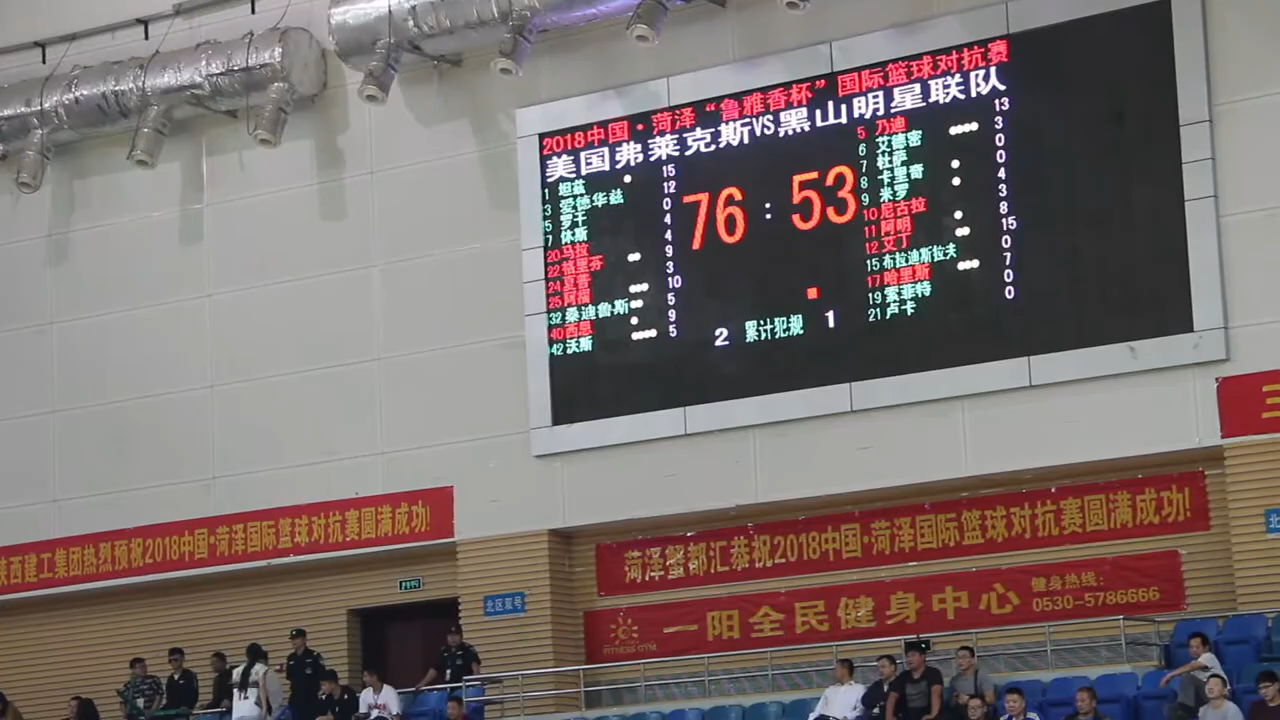 2018中国·菏泽“鲁雅香杯”国际篮球对抗赛
美国弗莱克斯VS黑山明星联队
1 坦兹 15
3 爱德华兹 12
5 罗千 0
7 休斯 4
20 马拉 4
22 格里芬 9
24 夏普 3
25 阿福 10
32 桑迪鲁斯 5
40 西恩 9
42 沃斯 5
76 : 53
2 累计犯规 1
5 乃迪 13
6 艾德密 3
7 杜萨 0
8 卡里奇 0
9 米罗 4
10 尼古拉 3
11 阿明 8
12 艾丁 15
15 布拉迪斯拉夫 0
17 哈里斯 7
19 索菲特 0
21 卢卡 0
陕西建工集团热烈预祝2018中国·菏泽国际篮球对抗赛圆满成功!
菏泽蟹都汇恭祝2018中国·菏泽国际篮球对抗赛圆满成功!
一阳全民健身中心
健身热线:
0530-5786666
FITNESS GYM
北区双号
北